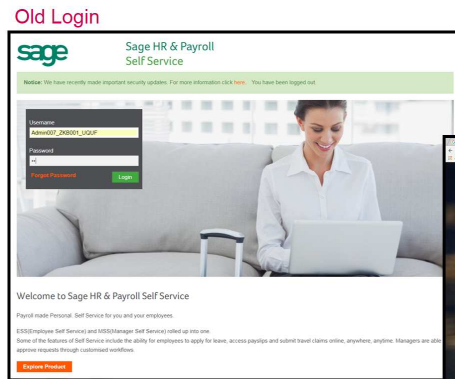 Old Login
sage
Sage HR & Payroll
Self Service
Notice: We have recently made important security updates. For more information click here. You have been logged out.
Username
Admin007_ZKB001_UQUF
Password
••
Forgot Password
Login
Welcome to Sage HR & Payroll Self Service
Payroll made Personal. Self Service for you and your employees
ESS(Employee Self Service) and MSS(Manager Self Service) rolled up into one.
Some of the features of Self Service include the ability for employees to apply for leave, access payslips and submit travel claims online, anywhere, anytime. Managers are able
approve requests through customised workflows.
Explore Product